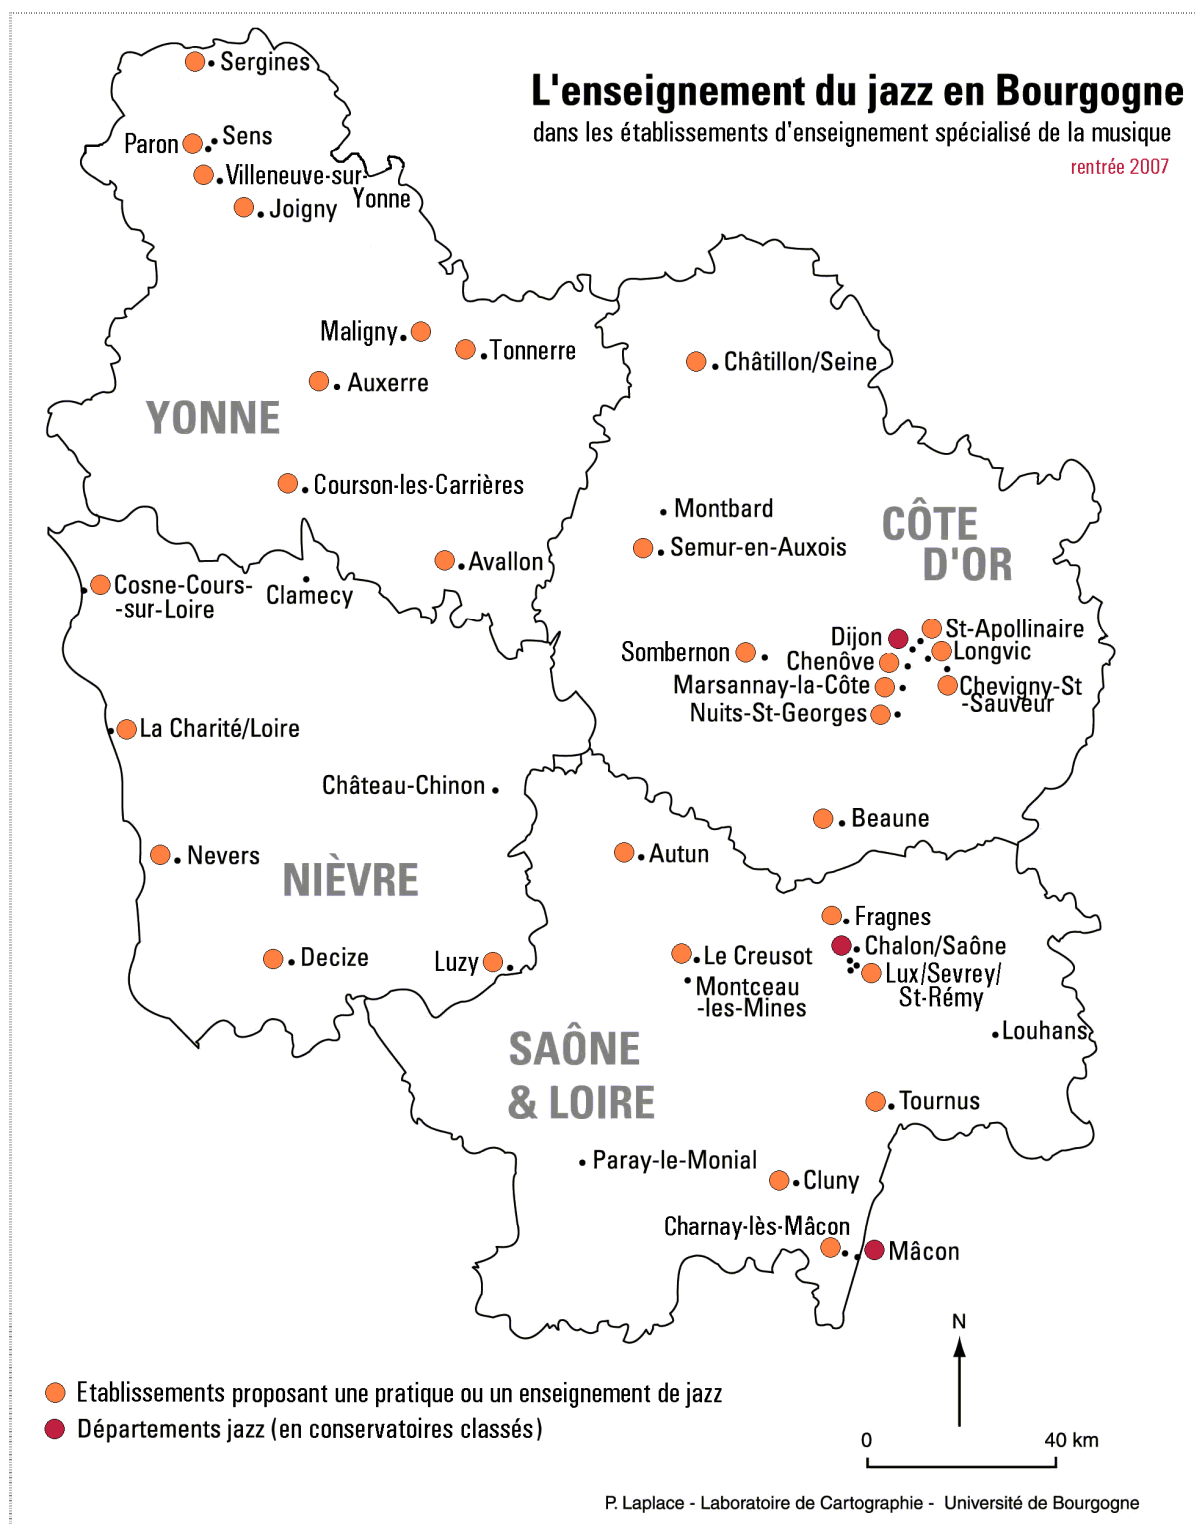 L'enseignement du jazz en Bourgogne
dans les établissements d'enseignement spécialisé de la musique
rentrée 2007
Sergines
Paron
Sens
Villeneuve-sur-
Yonne
Joigny
Maligny
Tonnerre
Auxerre
YONNE
Courson-les-Carrières
Avallon
Châtillon/Seine
Montbard
Semur-en-Auxois
CÔTE
D'OR
Cosne-Cours-
-sur-Loire
Clamecy
Sombernon
Dijon
St-Apollinaire
Longvic
Chenôve
Marsannay-la-Côte
Chevigny-St
-Sauveur
Nuits-St-Georges
La Charité/Loire
Château-Chinon
Beaune
Nevers
NIÈVRE
Autun
Decize
Luzy
Fragnes
Chalon/Saône
Le Creusot
Lux/Sevrey/
St-Rémy
Montceau
-les-Mines
Louhans
SAÔNE
& LOIRE
Tournus
Paray-le-Monial
Cluny
Charnay-lès-Mâcon
Mâcon
N
Etablissements proposant une pratique ou un enseignement de jazz
Départements jazz (en conservatoires classés)
0 40 km
P. Laplace - Laboratoire de Cartographie - Université de Bourgogne